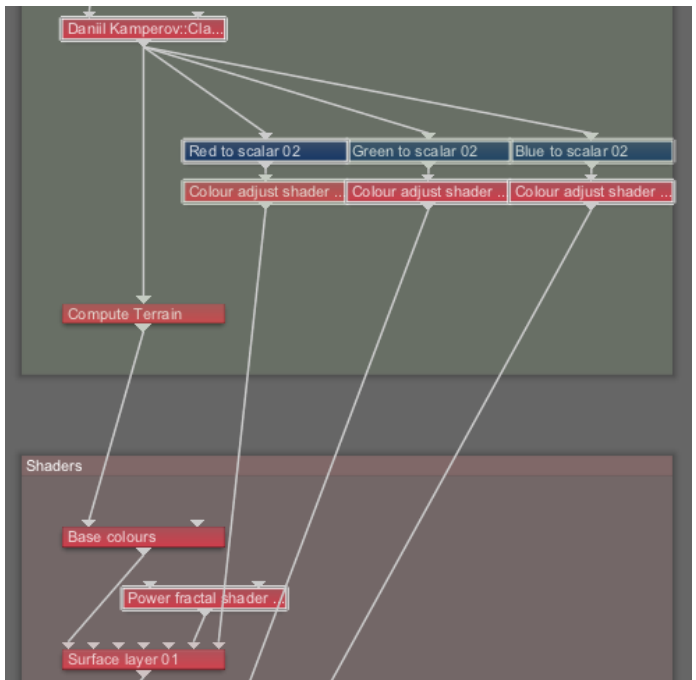 Daniil Kamperov::Cla...
Red to scalar 02
Green to scalar 02
Blue to scalar 02
Colour adjust shader ..
Colour adjust shader ..
Colour adjust shader ...
Compute Terrain
Shaders
Base colours
Power fractal shader ...
Surface layer 01